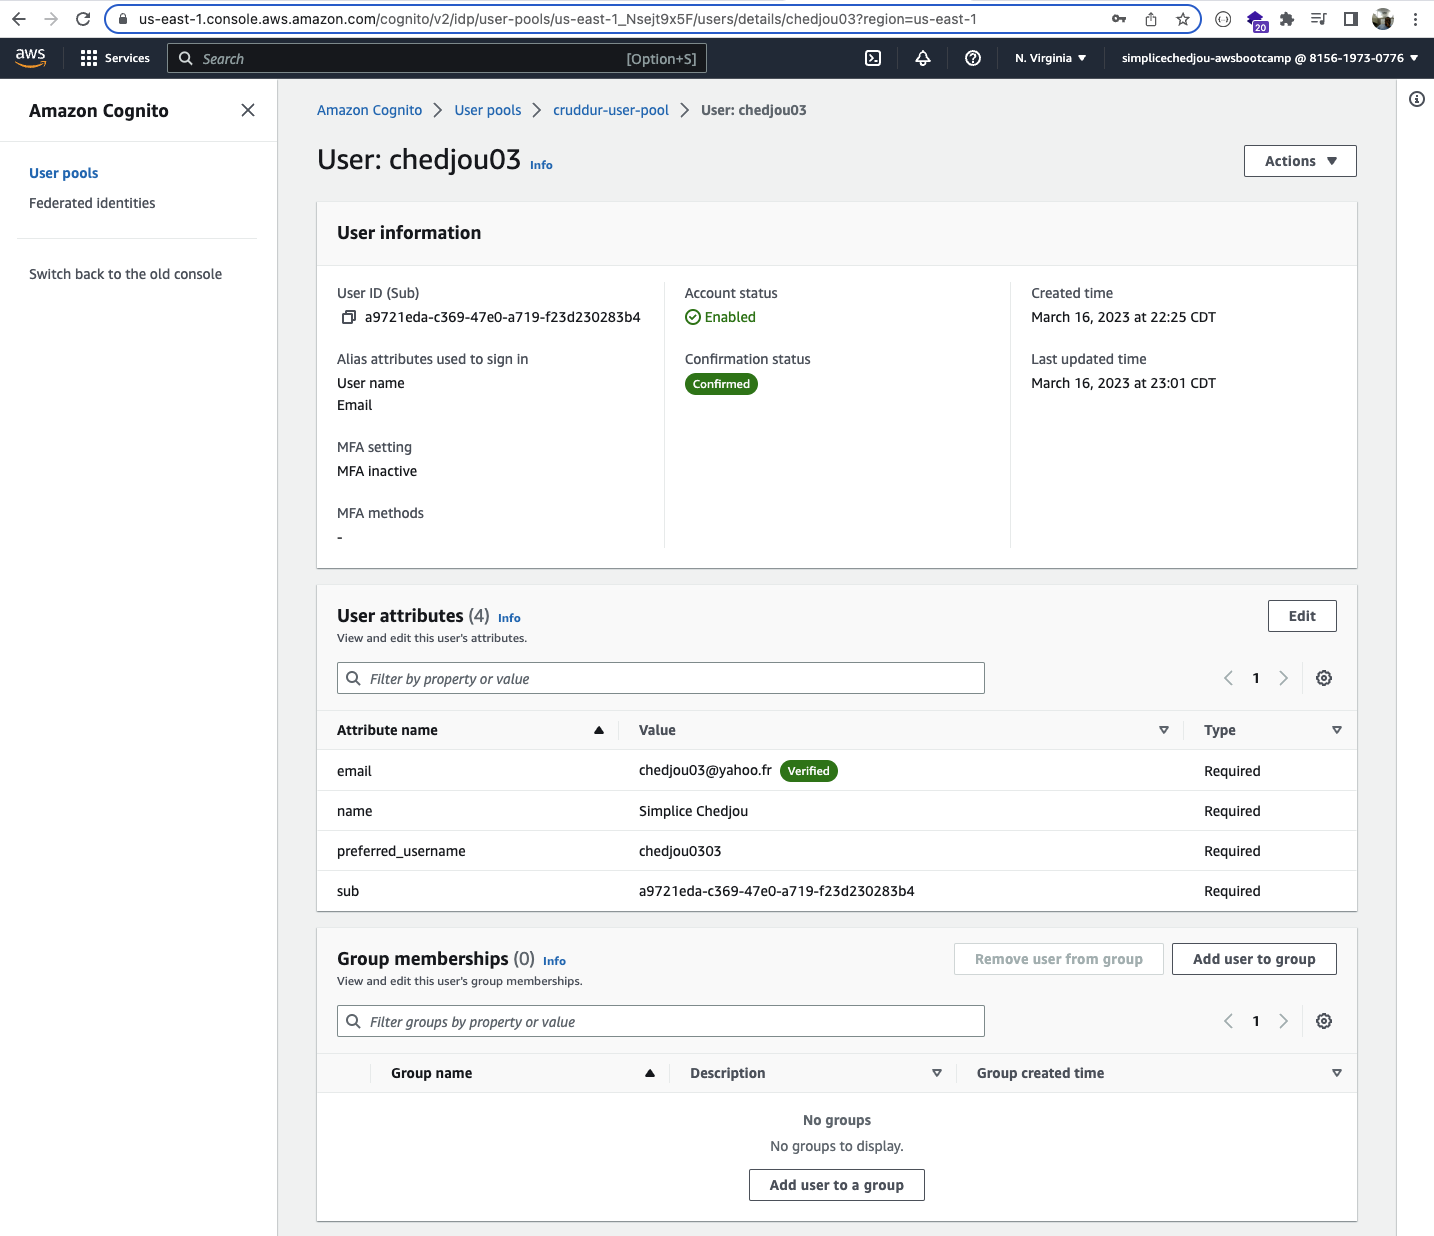 us-east-1.console.aws.amazon.com/cognito/v2/idp/user-pools/us-east-1_Nsejt9x5F/users/details/chedjou03?region=us-east-1
20
aws
Services
Search
[Option+S]
N. Virginia
simplicechedjou-awsbootcamp @ 8156-1973-0776
Amazon Cognito
User pools
Federated identities
Switch back to the old console
Amazon Cognito > User pools > cruddur-user-pool > User: chedjou03
User: chedjou03 Info
Actions
User information
User ID (Sub)
a9721eda-c369-47e0-a719-f23d230283b4
Alias attributes used to sign in
User name
Email
MFA setting
MFA inactive
MFA methods
-
Account status
Enabled
Confirmation status
Confirmed
Created time
March 16, 2023 at 22:25 CDT
Last updated time
March 16, 2023 at 23:01 CDT
User attributes (4) Info
View and edit this user's attributes.
Edit
Filter by property or value
1
Attribute name Value Type
email chedjou03@yahoo.fr Verified Required
name Simplice Chedjou Required
preferred_username chedjou0303 Required
sub a9721eda-c369-47e0-a719-f23d230283b4 Required
Group memberships (0) Info
View and edit this user's group memberships.
Remove user from group
Add user to group
Filter groups by property or value
1
Group name Description Group created time
No groups
No groups to display.
Add user to a group